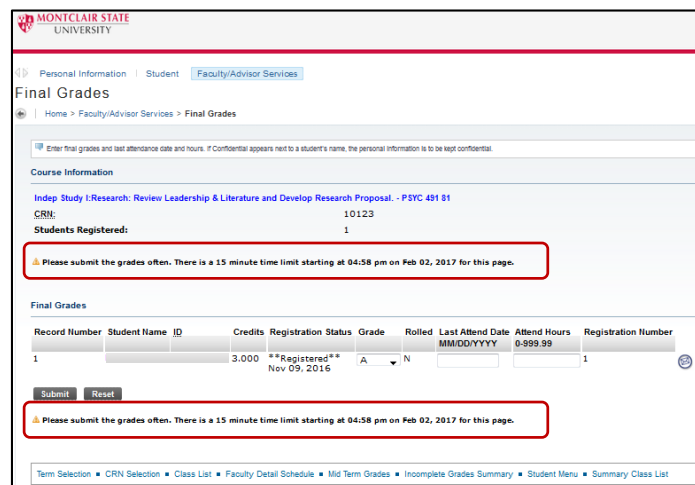 MONTCLAIR STATE
UNIVERSITY
Personal Information | Student Faculty/Advisor Services
Final Grades
Home > Faculty/Advisor Services > Final Grades
Enter final grades and last attendance date and hours. If Confidential appears next to a student's name, the personal information is to be kept confidential.
Course Information
Indep Study I:Research: Review Leadership & Literature and Develop Research Proposal. - PSYC 491 81
CRN: 10123
Students Registered: 1
Please submit the grades often. There is a 15 minute time limit starting at 04:58 pm on Feb 02, 2017 for this page.
Final Grades
Record Number Student Name ID Credits Registration Status Grade Rolled Last Attend Date Attend Hours Registration Number
MM/DD/YYYY 0-999.99
1 3.000 **Registered** A N 1
Nov 09, 2016
Submit Reset
Please submit the grades often. There is a 15 minute time limit starting at 04:58 pm on Feb 02, 2017 for this page.
Term Selection ▪ CRN Selection ▪ Class List ▪ Faculty Detail Schedule ▪ Mid Term Grades ▪ Incomplete Grades Summary ▪ Student Menu ▪ Summary Class List